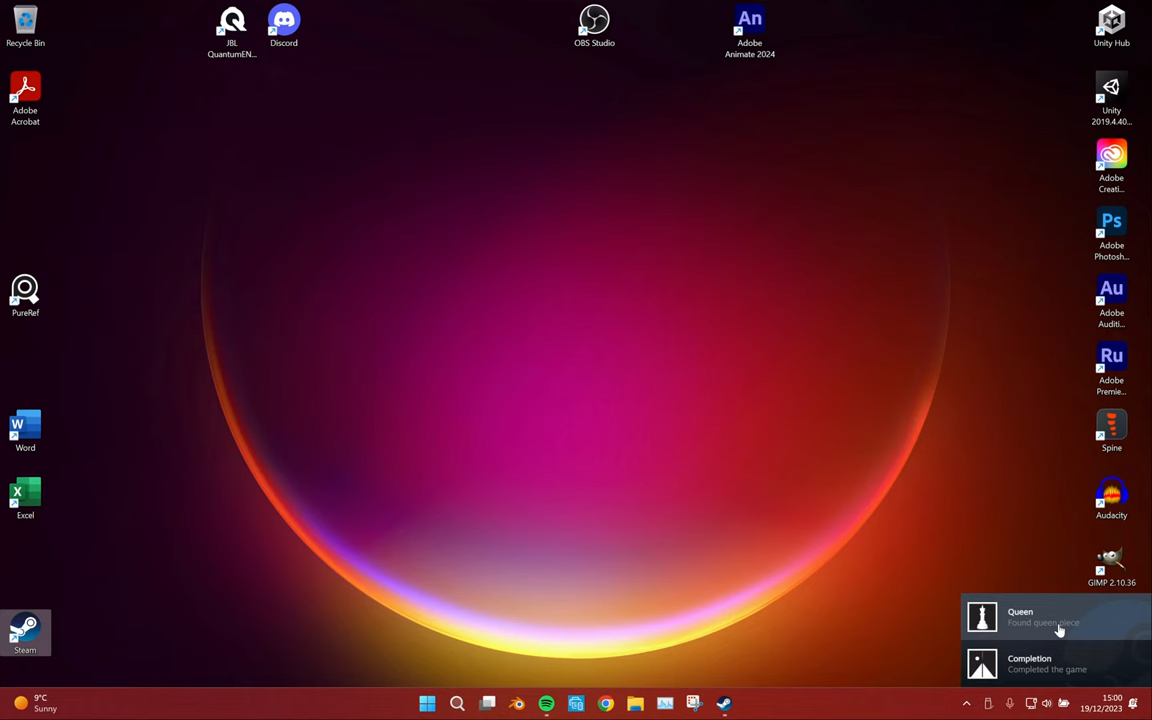 Recycle Bin
JBL
QuantumEN...
Discord
OBS Studio
An
Adobe
Animate 2024
Unity Hub
Adobe
Acrobat
Unity
2019.4.40...
Adobe
Creati...
Ps
Adobe
Photosh...
PureRef
Au
Adobe
Auditi...
Ru
Adobe
Premie...
W
Word
Spine
X
Excel
Audacity
GIMP 2.10.36
Steam
Queen
Found queen piece
Completion
Completed the game
9°C
Sunny
15:00
19/12/2023